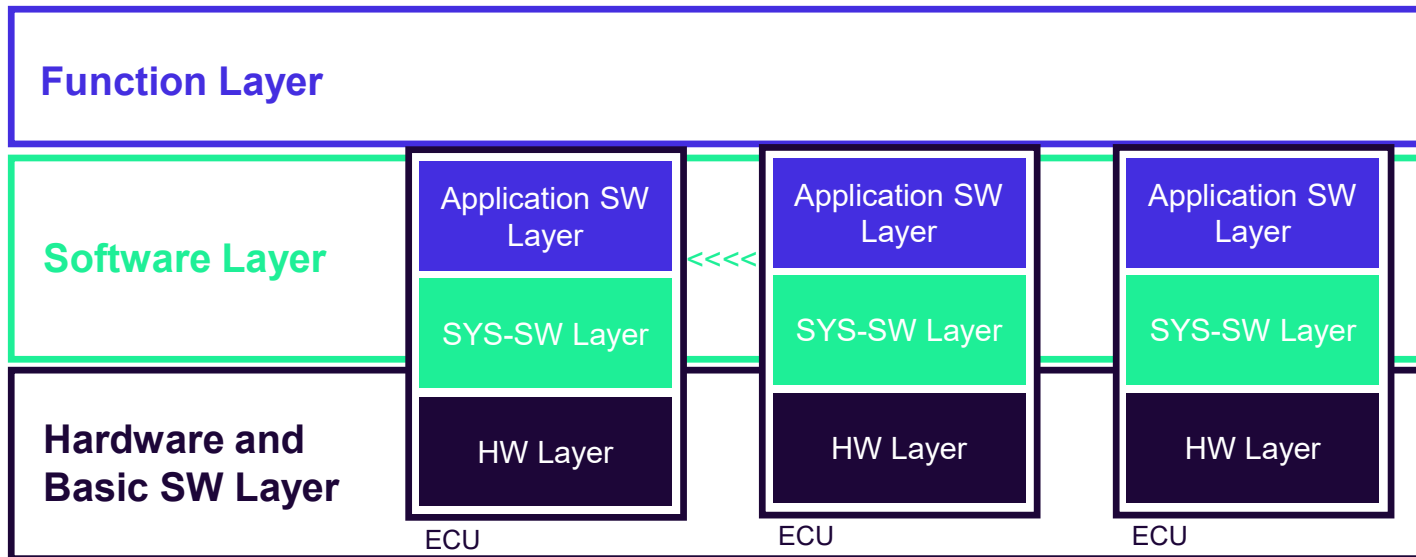 Function Layer
Software Layer
Application SW
Layer
SYS-SW Layer
HW Layer
ECU
<<<<
Application SW
Layer
SYS-SW Layer
HW Layer
ECU
Application SW
Layer
SYS-SW Layer
HW Layer
ECU
Hardware and
Basic SW Layer